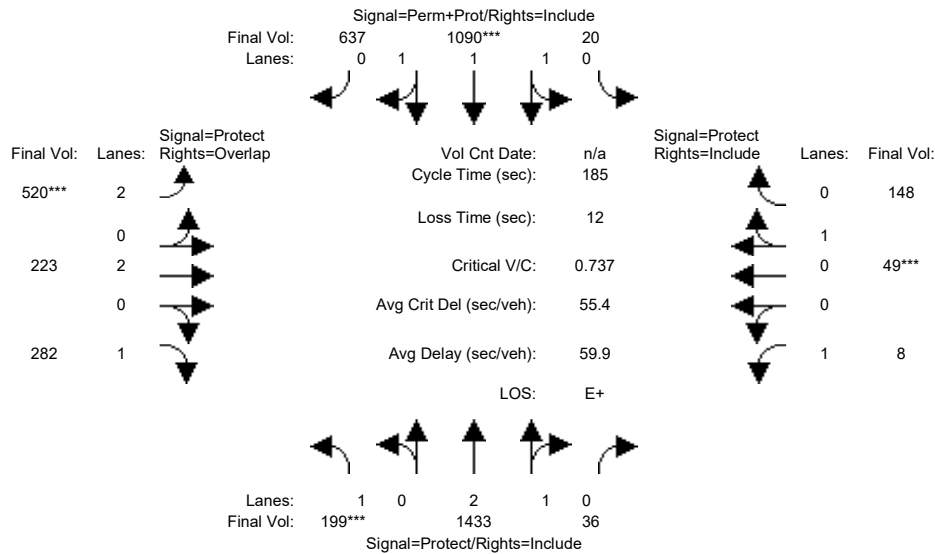 Signal=Perm+Prot/Rights=Include
Final Vol: 637 1090*** 20
Lanes: 0 1 1 1 0
Signal=Protect
Rights=Overlap
Final Vol: Lanes:
520*** 2
0
223 2
0
282 1
Vol Cnt Date: n/a
Cycle Time (sec): 185
Loss Time (sec): 12
Critical V/C: 0.737
Avg Crit Del (sec/veh): 55.4
Avg Delay (sec/veh): 59.9
LOS: E+
Signal=Protect
Rights=Include
Lanes: Final Vol:
0 148
1
0 49***
0
1 8
Lanes: 1 0 2 1 0
Final Vol: 199*** 1433 36
Signal=Protect/Rights=Include